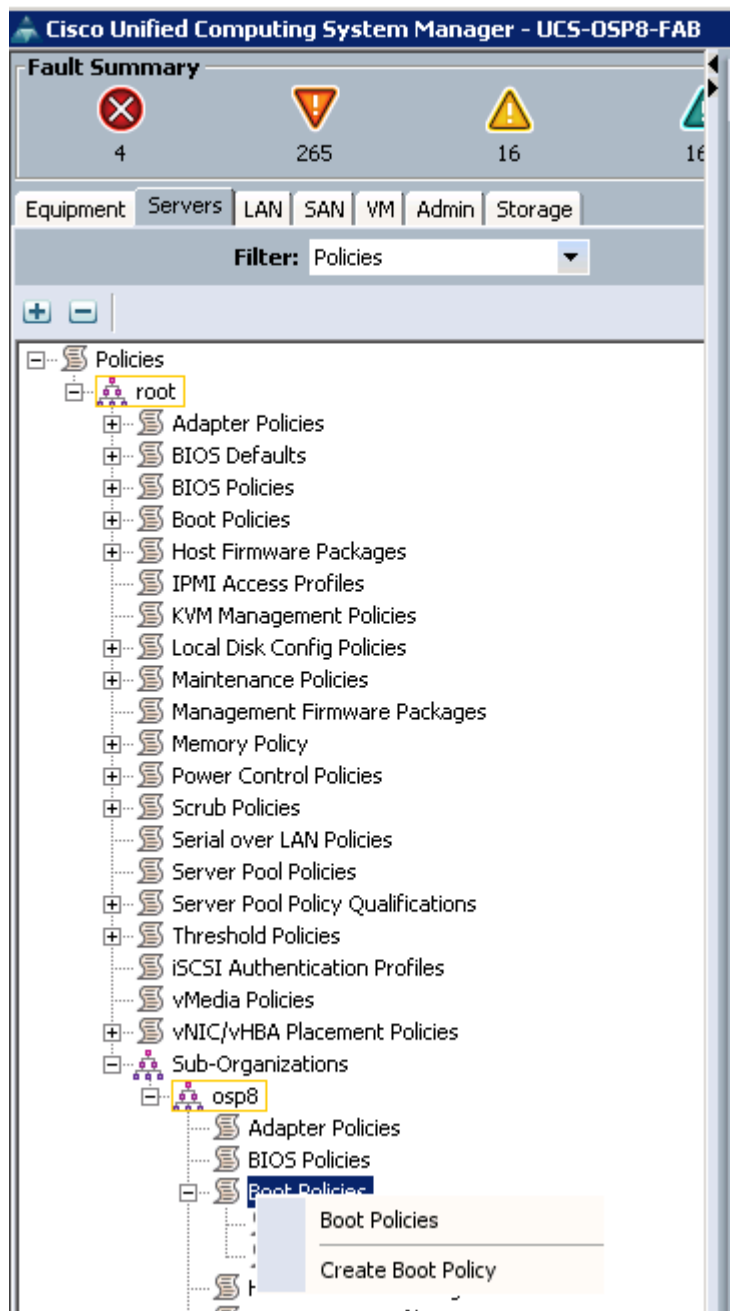 Cisco Unified Computing System Manager - UCS-OSP8-FAB
Fault Summary
4 265 16
Equipment Servers LAN SAN VM Admin Storage
Filter: Policies
Policies
root
Adapter Policies
BIOS Defaults
BIOS Policies
Boot Policies
Host Firmware Packages
IPMI Access Profiles
KVM Management Policies
Local Disk Config Policies
Maintenance Policies
Management Firmware Packages
Memory Policy
Power Control Policies
Scrub Policies
Serial over LAN Policies
Server Pool Policies
Server Pool Policy Qualifications
Threshold Policies
iSCSI Authentication Profiles
vMedia Policies
vNIC/vHBA Placement Policies
Sub-Organizations
osp8
Adapter Policies
BIOS Policies
Boot Policies
Boot Policies
Create Boot Policy